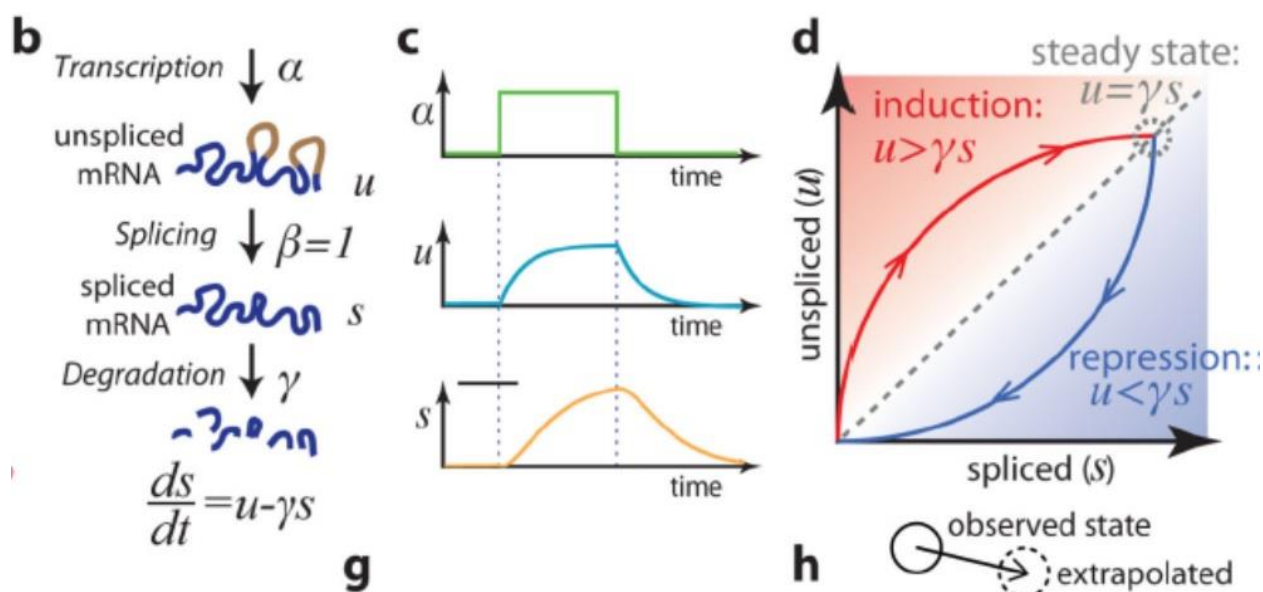 b
Transcription α
unspliced
mRNA
u
Splicing β=1
spliced
mRNA
s
Degradation γ
ds/dt=u-γs
c
α
time
u
time
s
time
g
d
steady state:
u=γs
induction:
u>γs
unspliced (u)
repression:
u<γs
spliced (s)
h
observed state
extrapolated